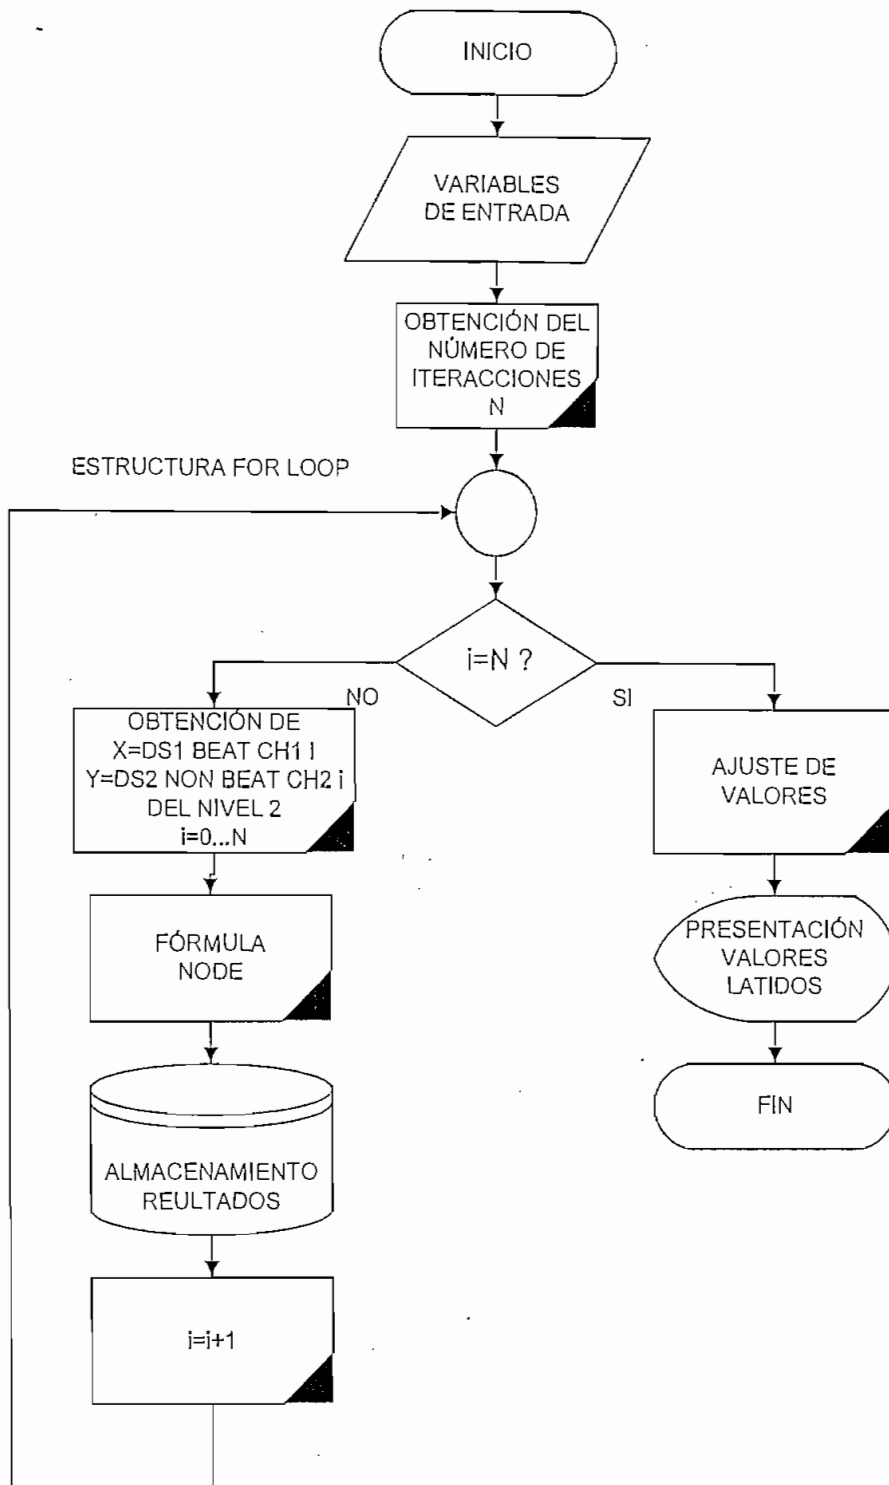 INICIO
VARIABLES
DE ENTRADA
OBTENCIÓN DEL
NÚMERO DE
ITERACCIONES
N
ESTRUCTURA FOR LOOP
i=N ?
NO
SI
OBTENCIÓN DE
X=DS1 BEAT CH1 I
Y=DS2 NON BEAT CH2 i
DEL NIVEL 2
i=0...N
AJUSTE DE
VALORES
FÓRMULA
NODE
PRESENTACIÓN
VALORES
LATIDOS
ALMACENAMIENTO
REULTADOS
FIN
i=i+1